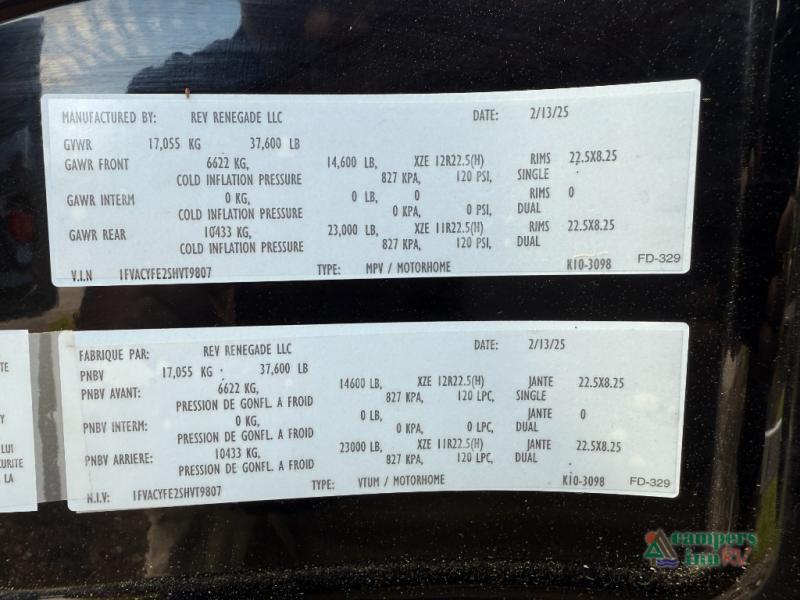 MANUFACTURED BY: REV RENEGADE LLC DATE: 2/13/25
GVWR 17,055 KG 37,600 LB
GAWR FRONT 6622 KG, 14,600 LB, XZE 12R22.5(H) RIMS 22.5X8.25
COLD INFLATION PRESSURE 827 KPA, 120 PSI, SINGLE
GAWR INTERM 0 KG, 0 LB, 0 RIMS 0
COLD INFLATION PRESSURE 0 KPA, 0 PSI, DUAL
GAWR REAR 10433 KG, 23,000 LB, XZE 11R22.5(H) RIMS 22.5X8.25
COLD INFLATION PRESSURE 827 KPA, 120 PSI, DUAL
V.I.N 1FVACYFE2SHVT9807 TYPE: MPV / MOTORHOME K10-3098 FD-329
FABRIQUE PAR: REV RENEGADE LLC DATE: 2/13/25
PNBV 17,055 KG 37,600 LB
PNBV AVANT: 6622 KG, 14600 LB, XZE 12R22.5(H) JANTE 22.5X8.25
PRESSION DE GONFL. A FROID 827 KPA, 120 LPC, SINGLE
PNBV INTERM: 0 KG, 0 LB, JANTE 0
PRESSION DE GONFL. A FROID 0 KPA, 0 LPC, DUAL
PNBV ARRIERE: 10433 KG, 23000 LB, XZE 11R22.5(H) JANTE 22.5X8.25
PRESSION DE GONFL. A FROID 827 KPA, 120 LPC, DUAL
N.I.V: 1FVACYFE2SHVT9807 TYPE: VTUM / MOTORHOME K10-3098 FD-329
LUI
LA
campers
inn RV